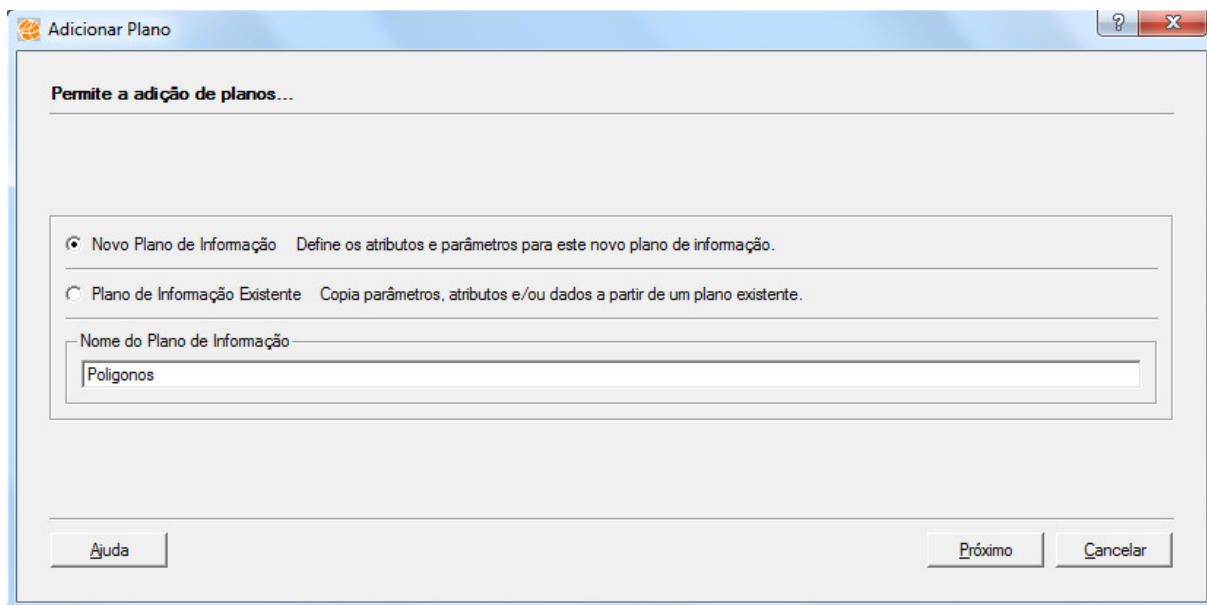 Adicionar Plano
Permite a adição de planos...
Novo Plano de Informação Define os atributos e parâmetros para este novo plano de informação.
Plano de Informação Existente Copia parâmetros, atributos e/ou dados a partir de um plano existente.
Nome do Plano de Informação
Poligonos
Ajuda Próximo Cancelar